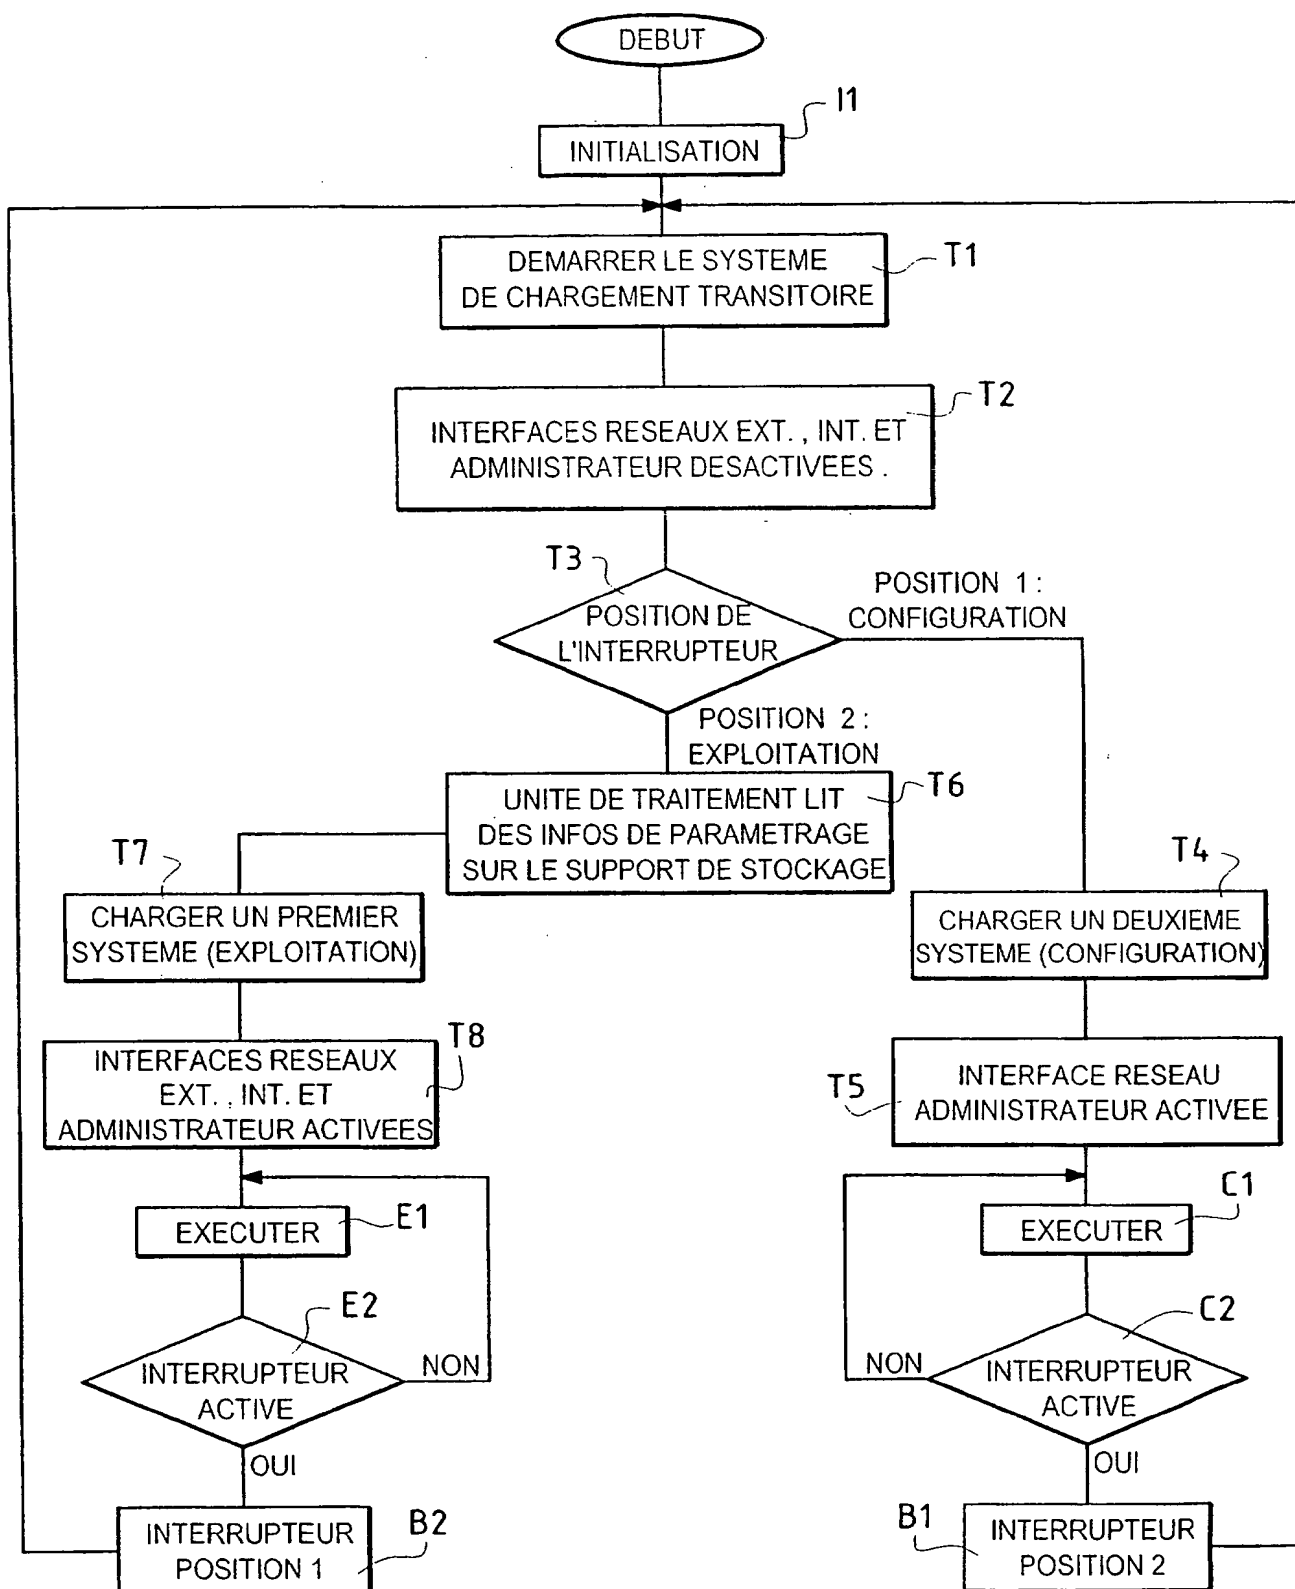 DEBUT
I1
INITIALISATION
T1
DEMARRER LE SYSTEME
DE CHARGEMENT TRANSITOIRE
T2
INTERFACES RESEAUX EXT. , INT. ET
ADMINISTRATEUR DESACTIVEES .
T3
POSITION DE
L'INTERRUPTEUR
POSITION 1 :
CONFIGURATION
POSITION 2 :
EXPLOITATION
T6
UNITE DE TRAITEMENT LIT
DES INFOS DE PARAMETRAGE
SUR LE SUPPORT DE STOCKAGE
T7
CHARGER UN PREMIER
SYSTEME (EXPLOITATION)
T4
CHARGER UN DEUXIEME
SYSTEME (CONFIGURATION)
T8
INTERFACES RESEAUX
EXT. , INT. ET
ADMINISTRATEUR ACTIVEES
T5
INTERFACE RESEAU
ADMINISTRATEUR ACTIVEE
E1
EXECUTER
C1
EXECUTER
E2
INTERRUPTEUR
ACTIVE
NON
OUI
C2
NON
INTERRUPTEUR
ACTIVE
OUI
B2
INTERRUPTEUR
POSITION 1
B1
INTERRUPTEUR
POSITION 2